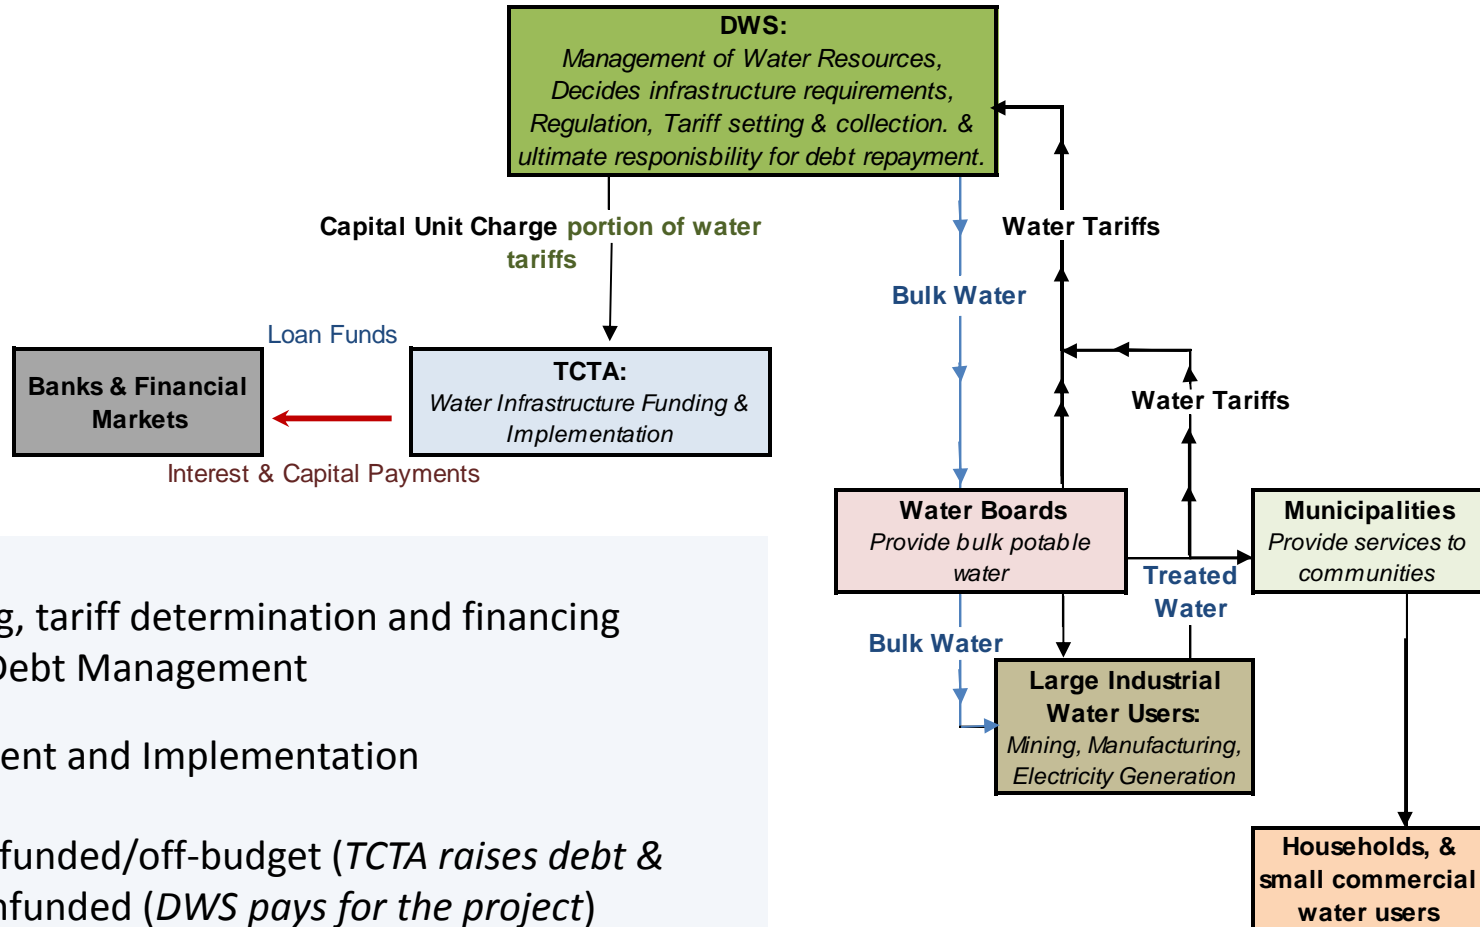 DWS:
Management of Water Resources,
Decides infrastructure requirements,
Regulation, Tariff setting & collection. &
ultimate responisbility for debt repayment.
Capital Unit Charge portion of water
tariffs
Water Tariffs
Bulk Water
Loan Funds
Banks & Financial
Markets
TCTA:
Water Infrastructure Funding &
Implementation
Interest & Capital Payments
Water Tariffs
Water Boards
Provide bulk potable
water
Municipalities
Provide services to
communities
Treated
Water
Bulk Water
Large Industrial
Water Users:
Mining, Manufacturing,
Electricity Generation
Households, &
small commercial
water users
g, tariff determination and financing
Debt Management
ent and Implementation
funded/off-budget (TCTA raises debt &
nfunded (DWS pays for the project)